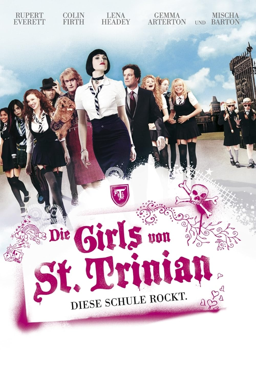 RUPERT EVERETT COLIN FIRTH LENA HEADEY GEMMA ARTERTON UND MISCHA BARTON
T
Die Girls von
St. Trinian
DIESE SCHULE ROCKT.